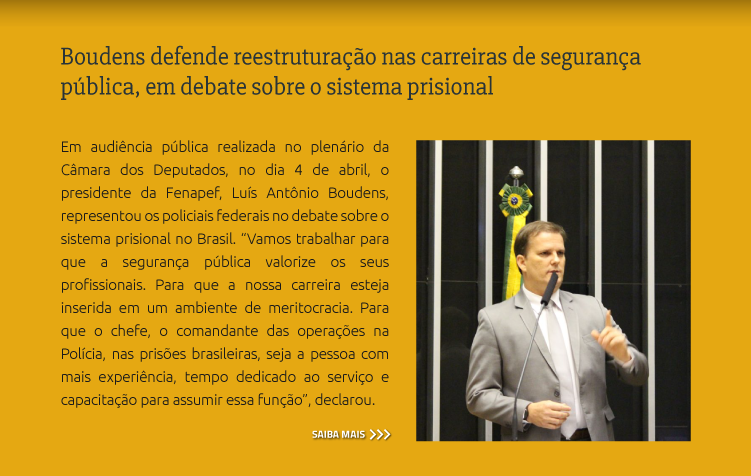 Boudens defende reestruturação nas carreiras de segurança
pública, em debate sobre o sistema prisional
Em audiência pública realizada no plenário da
Câmara dos Deputados, no dia 4 de abril, o
presidente da Fenapef, Luís Antônio Boudens,
representou os policiais federais no debate sobre o
sistema prisional no Brasil. “Vamos trabalhar para
que a segurança pública valorize os seus
profissionais. Para que a nossa carreira esteja
inserida em um ambiente de meritocracia. Para
que o chefe, o comandante das operações na
Polícia, nas prisões brasileiras, seja a pessoa com
mais experiência, tempo dedicado ao serviço e
capacitação para assumir essa função”, declarou.
SAIBA MAIS